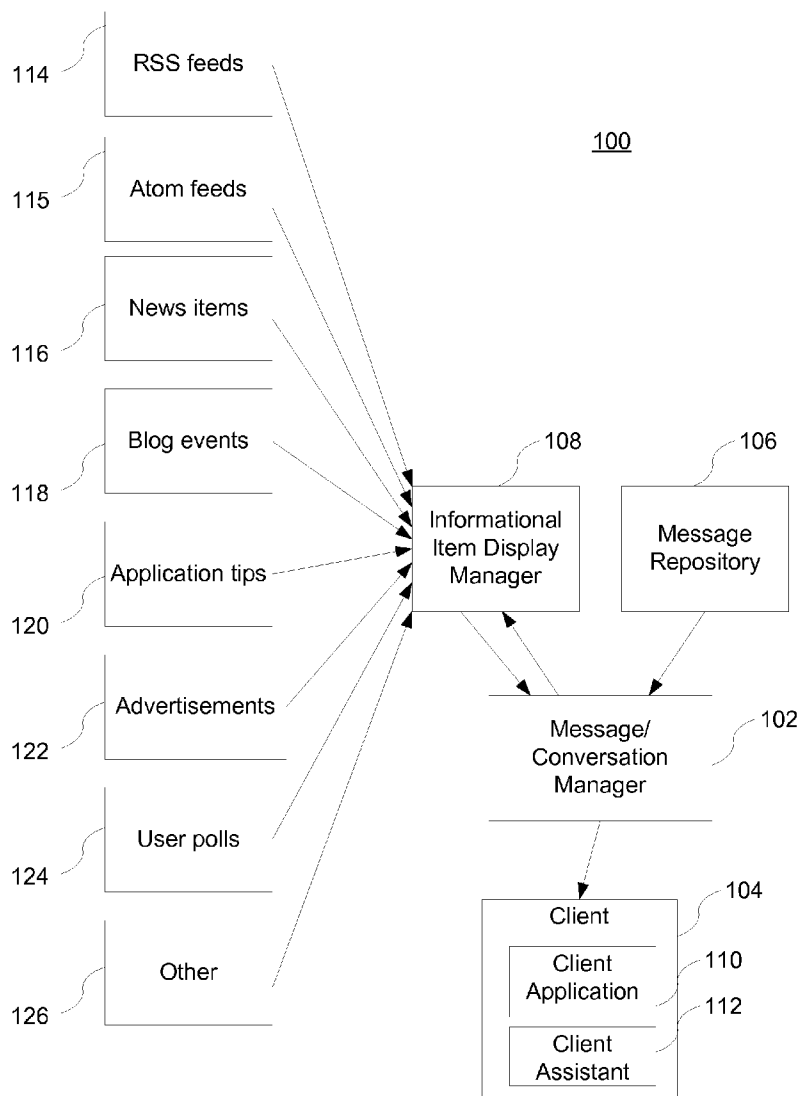 RSS feeds
114
100
Atom feeds
115
News items
116
Blog events
118
108
106
Informational
Item Display
Manager
Message
Repository
Application tips
120
Advertisements
122
Message/
Conversation
Manager
102
User polls
124
104
Client
Client
Application
110
112
Client
Assistant
Other
126